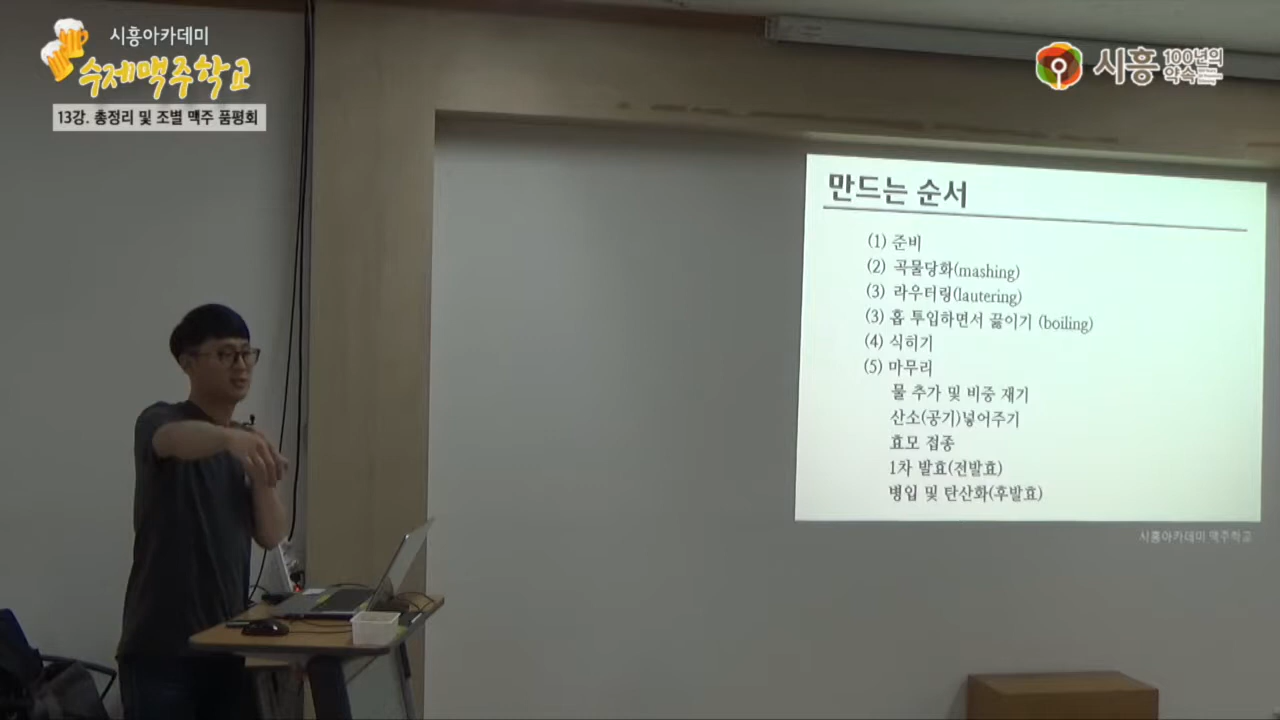 시흥아카데미
수제맥주학교
13강. 총정리 및 조별 맥주 품평회
시흥 100년의 약속
만드는 순서
(1) 준비
(2) 곡물당화(mashing)
(3) 라우터링(lautering)
(3) 홉 투입하면서 끓이기 (boiling)
(4) 식히기
(5) 마무리
물 추가 및 비중 재기
산소(공기)넣어주기
효모 접종
1차 발효(전발효)
병입 및 탄산화(후발효)
시흥아카데미 맥주학교